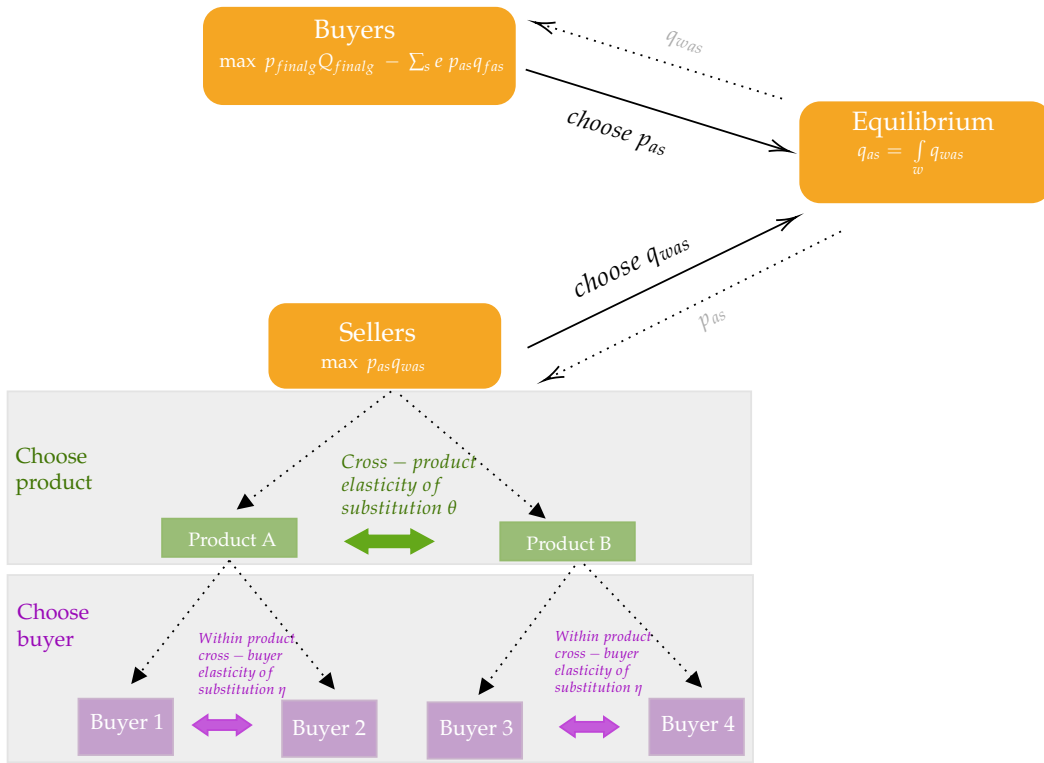 Buyers
max p_{finalg}Q_{finalg} − ∑_s e p_{as}q_{fas}
q_{was}
choose p_{as}
Equilibrium
q_{as} = ∫_w q_{was}
choose q_{was}
p_{as}
Sellers
max p_{as}q_{was}
Choose
product
Cross − product
elasticity of
substitution θ
Product A
Product B
Choose
buyer
Within product
cross − buyer
elasticity of
substitution η
Within product
cross − buyer
elasticity of
substitution η
Buyer 1
Buyer 2
Buyer 3
Buyer 4